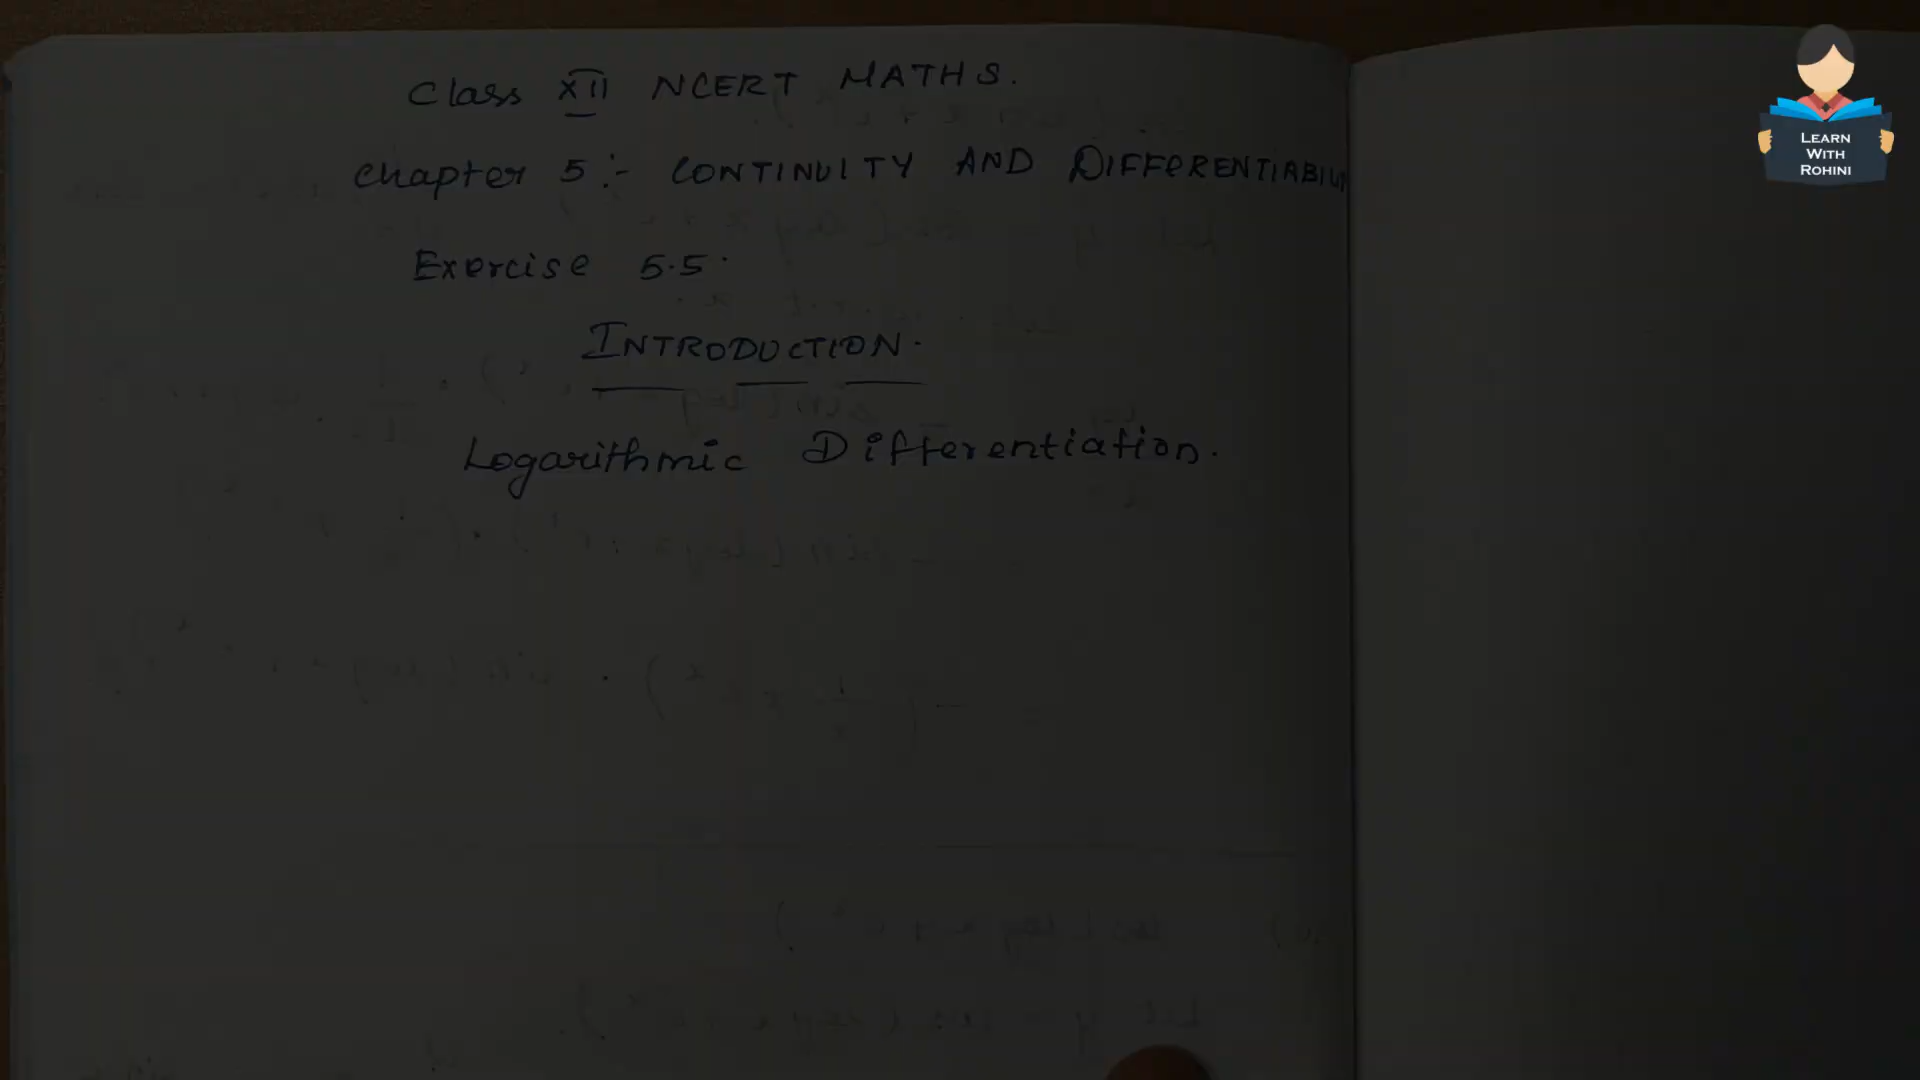 Class XII NCERT MATHS.
Chapter 5:- CONTINUITY AND DIFFERENTIABILI
Exercise 5.5.
INTRODUCTION.
Logarithmic Differentiation.
LEARN
WITH
ROHINI